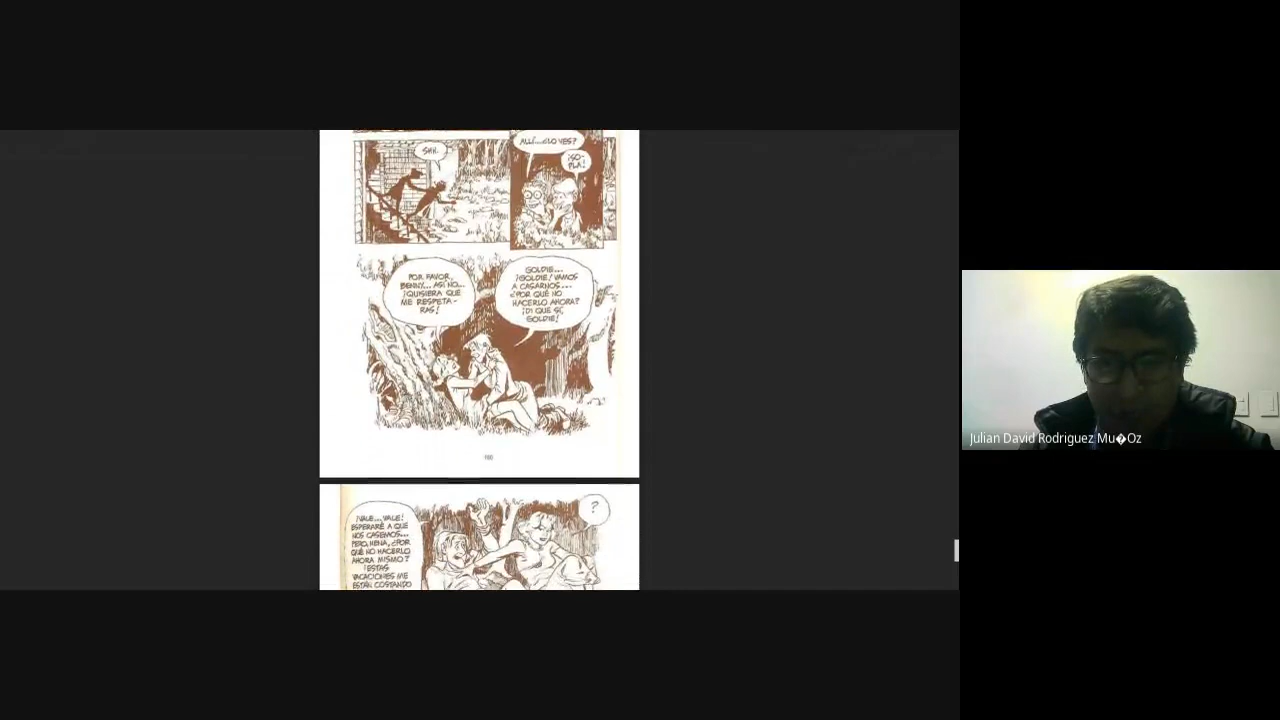 SHH.
ALLÍ...¿LO VES?
¡SO-
PLA!
POR FAVOR,
BENNY... ASÍ NO...
¡QUISIERA QUE
ME RESPETA-
RAS!
GOLDIE...
¡GOLDIE! VAMOS
A CASARNOS...
¿POR QUÉ NO
HACERLO AHORA?
¡DI QUE SÍ,
GOLDIE!
¡VALE... VALE!
ESPERARÉ A QUE
NOS CASEMOS...
PERO, NENA, ¿POR
QUÉ NO HACERLO
AHORA MISMO?
¡ESTAS
VACACIONES ME
ESTÁN COSTANDO
?
Julian David Rodriguez Mu�Oz